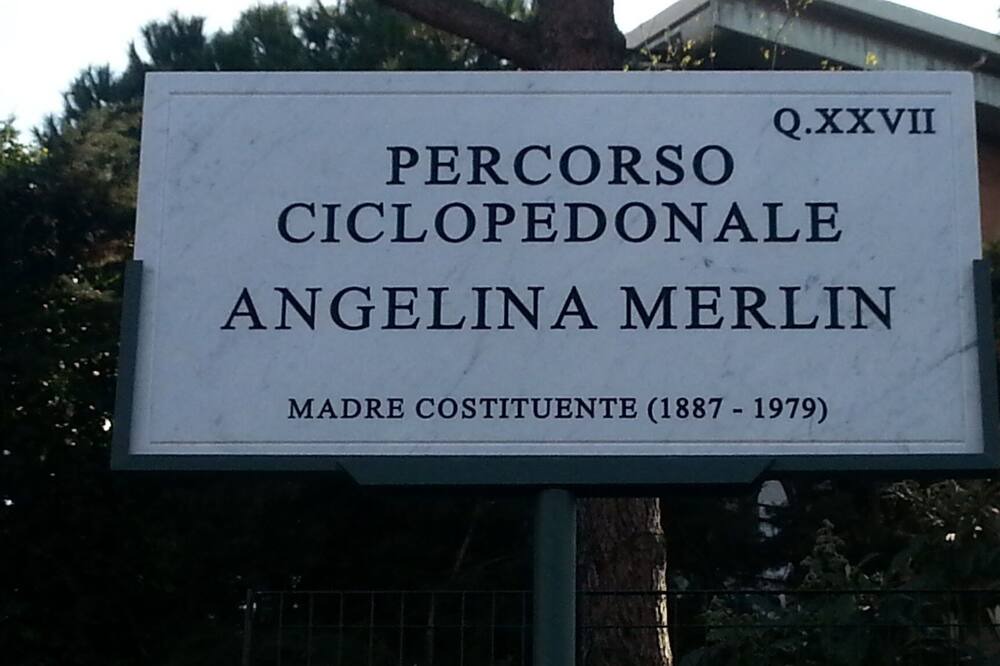 Q.XXVII
PERCORSO
CICLOPEDONALE
ANGELINA MERLIN
MADRE COSTITUENTE (1887 - 1979)